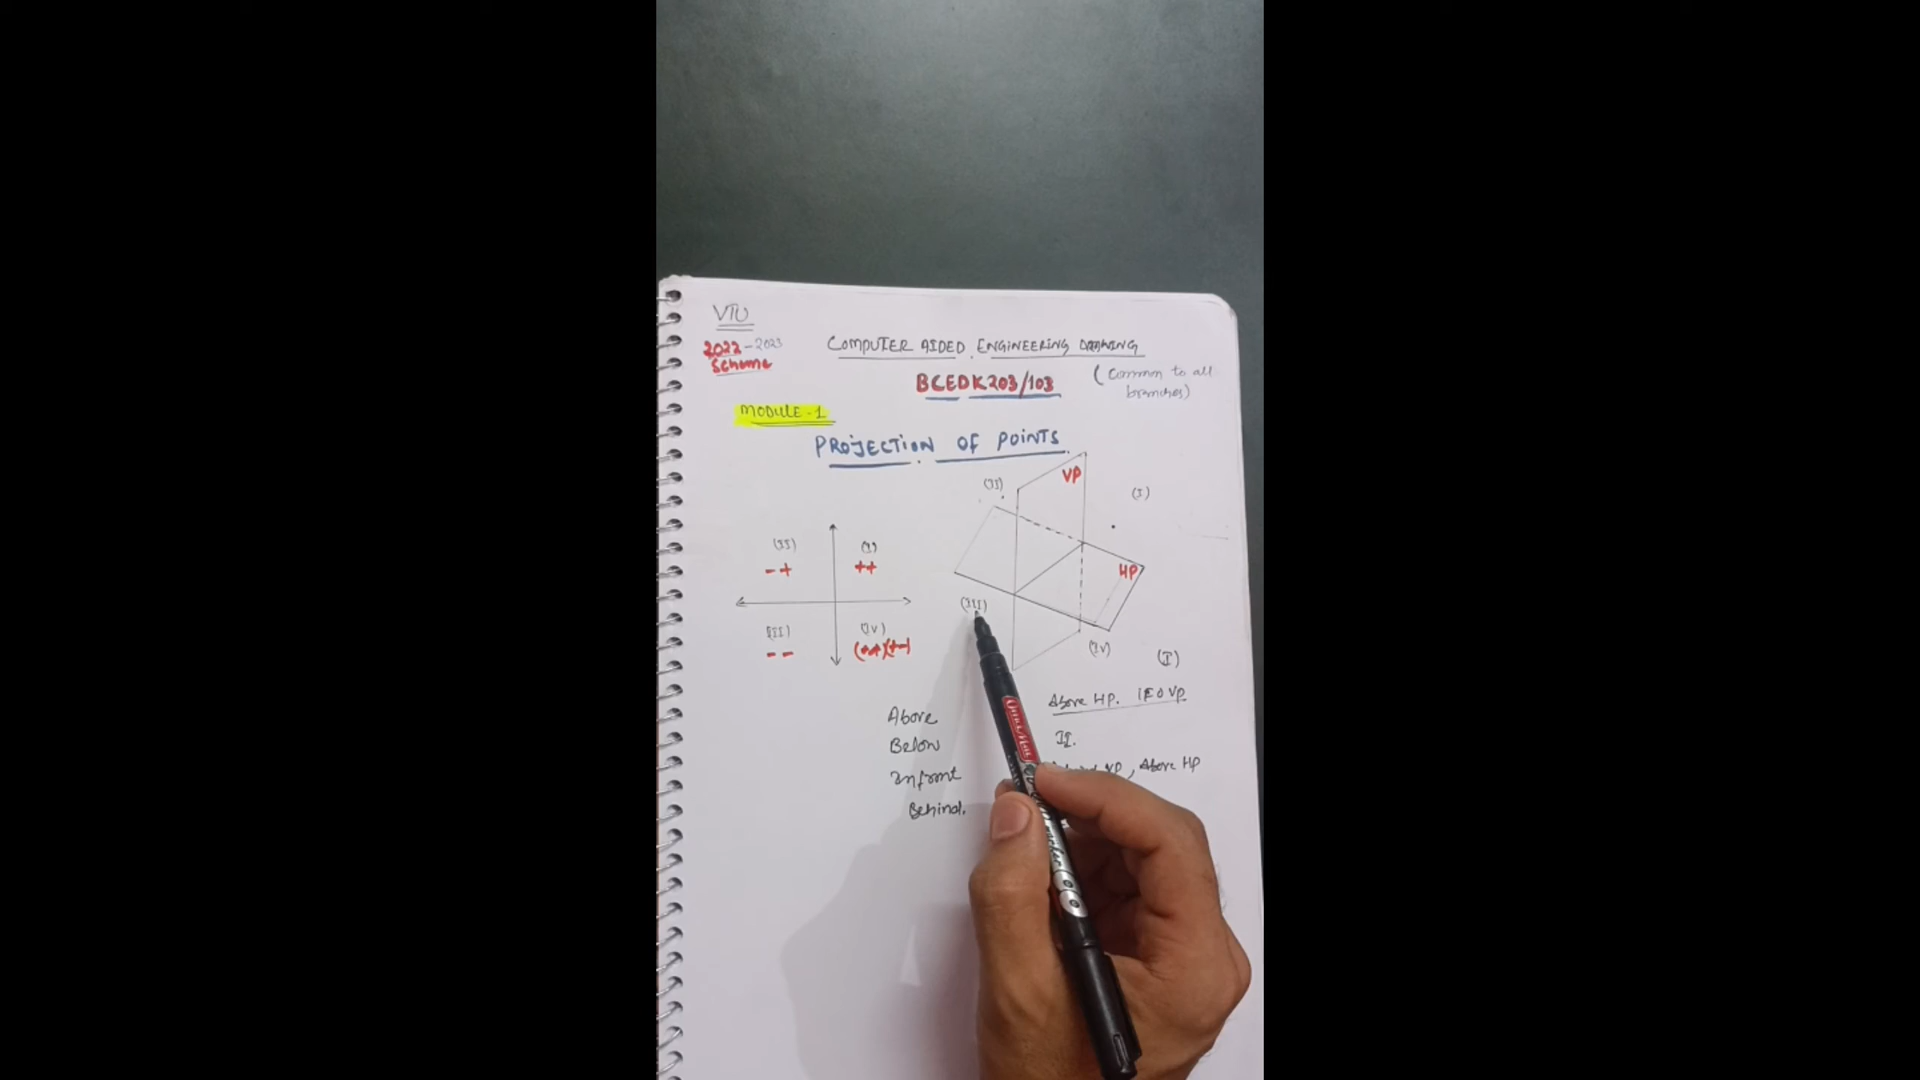 VTU
2022-2023
Scheme
COMPUTER AIDED ENGINEERING DRAWING
BCEDK203/103
(Common to all
branches)
MODULE-1
PROJECTION OF POINTS
VP
(II)
(I)
(II)
(I)
-+
++
HP
(III)
(III)
(IV)
--
(IV)
(I)
Above HP. IFO VP
Above
Below
II.
VP, Above HP
Infront
Behind.